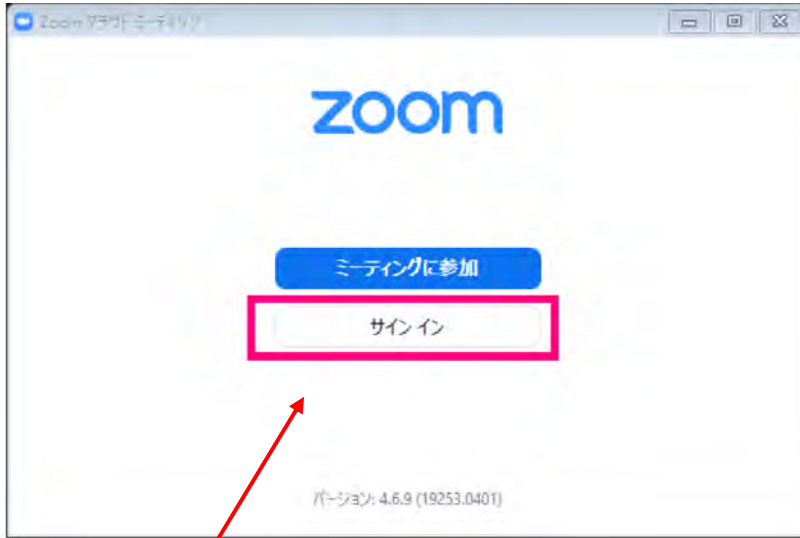 Zoom クラウド ミーティング
zoom
ミーティングに参加
サイン イン
バージョン: 4.6.9 (19253.0401)